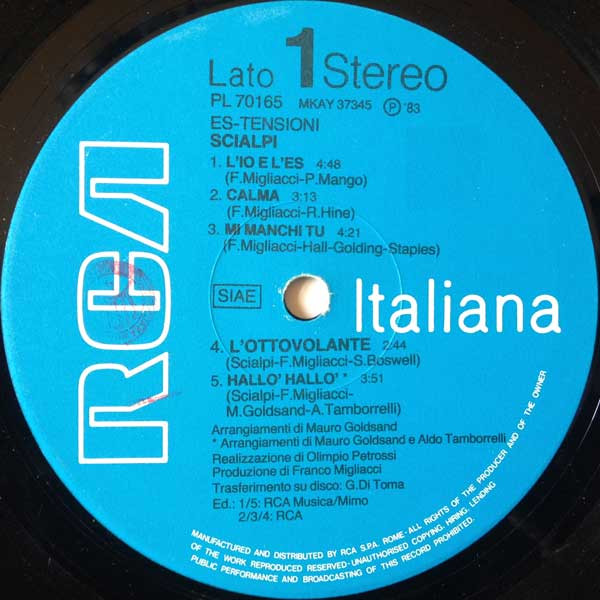 Lato 1 Stereo
PL 70165 MKAY 37345 Ⓟ '83
ES-TENSIONI
SCIALPI
1. L'IO E L'ES 4:48
(F.Migliacci-P.Mango)
2. CALMA 3:13
(F.Migliacci-R.Hine)
3. MI MANCHI TU 4:21
(F.Migliacci-Hall-Golding-Staples)
RCA
SIAE
Italiana
4. L'OTTOVOLANTE 2:44
(Scialpi-F.Migliacci-S.Boswell)
5. HALLO' HALLO' * 3:51
(Scialpi-F.Migliacci-
M.Goldsand-A.Tamborrelli)
Arrangiamenti di Mauro Goldsand
* Arrangiamenti di Mauro Goldsand e Aldo Tamborrelli
Realizzazione di Olimpio Petrossi
Produzione di Franco Migliacci
Trasferimento su disco: G.Di Toma
Ed.: 1/5: RCA Musica/Mimo
2/3/4: RCA
MANUFACTURED AND DISTRIBUTED BY RCA S.P.A. ROME-ALL RIGHTS OF THE PRODUCER AND OF THE OWNER
OF THE WORK REPRODUCED RESERVED-UNAUTHORISED COPYING, HIRING, LENDING
PUBLIC PERFORMANCE AND BROADCASTING OF THIS RECORD PROHIBITED.